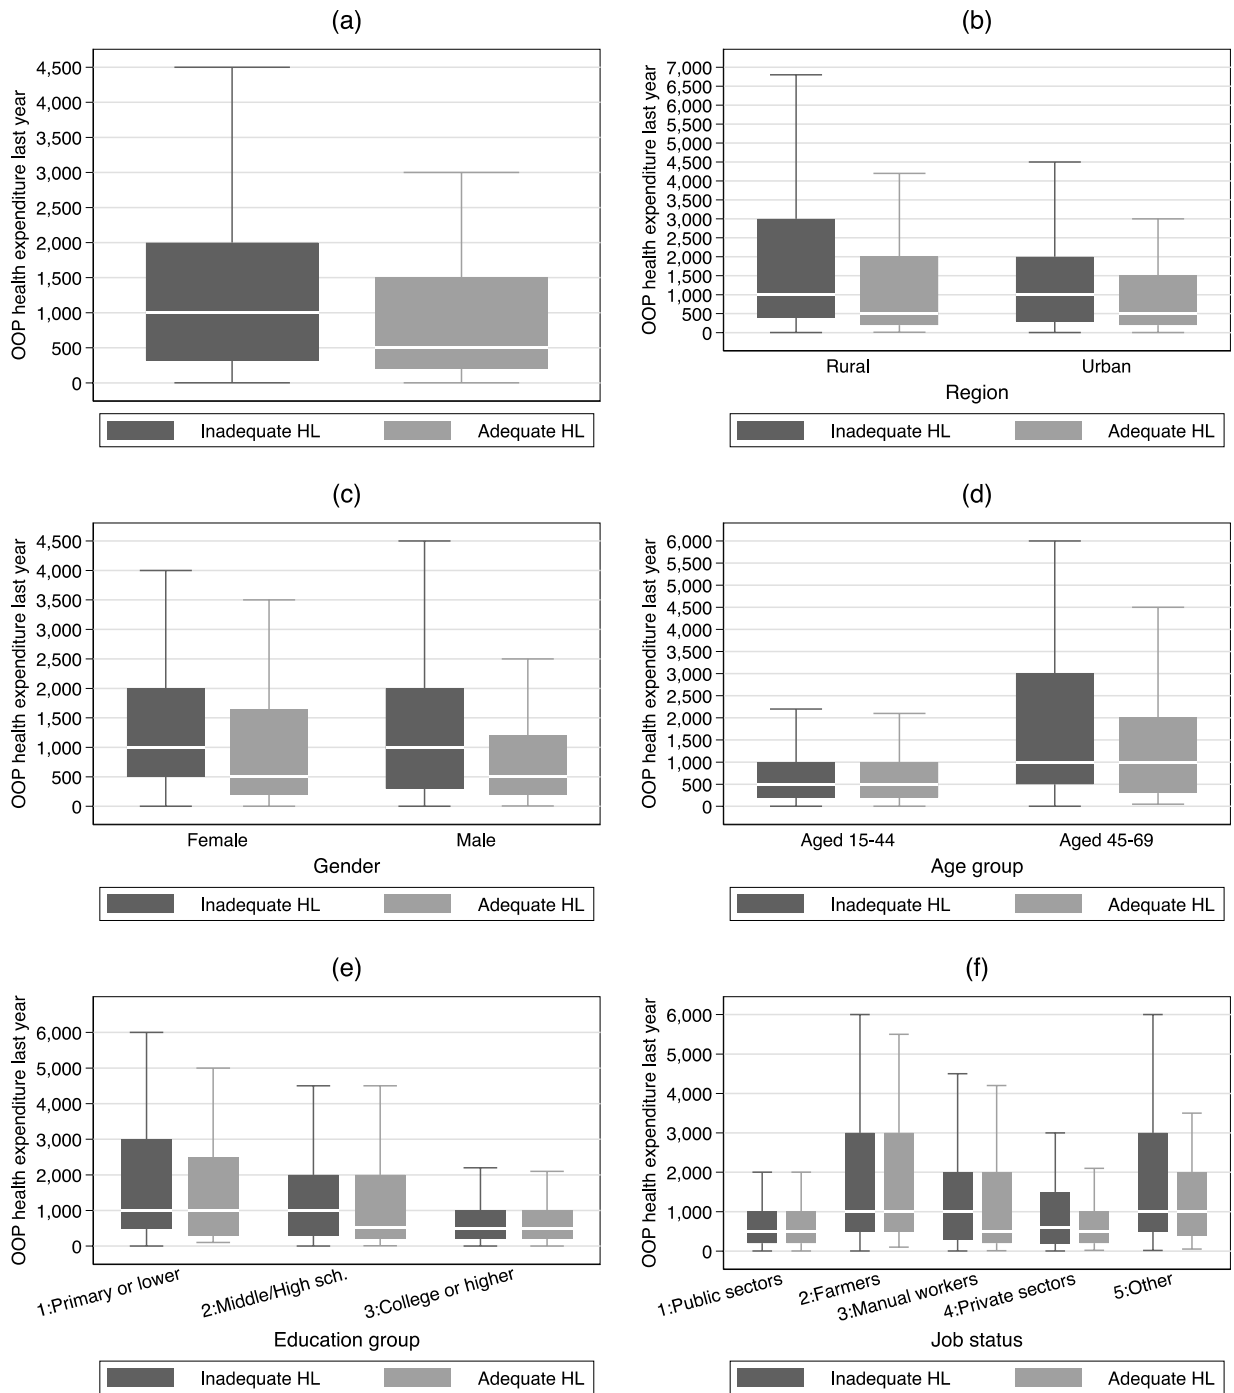 (a)
OOP health expenditure last year
4,500
4,000
3,500
3,000
2,500
2,000
1,500
1,000
500
0
Inadequate HL
Adequate HL
(b)
OOP health expenditure last year
7,000
6,500
6,000
5,500
5,000
4,500
4,000
3,500
3,000
2,500
2,000
1,500
1,000
500
0
Rural
Urban
Region
Inadequate HL
Adequate HL
(c)
OOP health expenditure last year
4,500
4,000
3,500
3,000
2,500
2,000
1,500
1,000
500
0
Female
Male
Gender
Inadequate HL
Adequate HL
(d)
OOP health expenditure last year
6,000
5,500
5,000
4,500
4,000
3,500
3,000
2,500
2,000
1,500
1,000
500
0
Aged 15-44
Aged 45-69
Age group
Inadequate HL
Adequate HL
(e)
OOP health expenditure last year
6,000
5,000
4,000
3,000
2,000
1,000
0
1:Primary or lower
2:Middle/High sch.
3:College or higher
Education group
Inadequate HL
Adequate HL
(f)
OOP health expenditure last year
6,000
5,000
4,000
3,000
2,000
1,000
0
1:Public sectors
2:Farmers
3:Manual workers
4:Private sectors
5:Other
Job status
Inadequate HL
Adequate HL